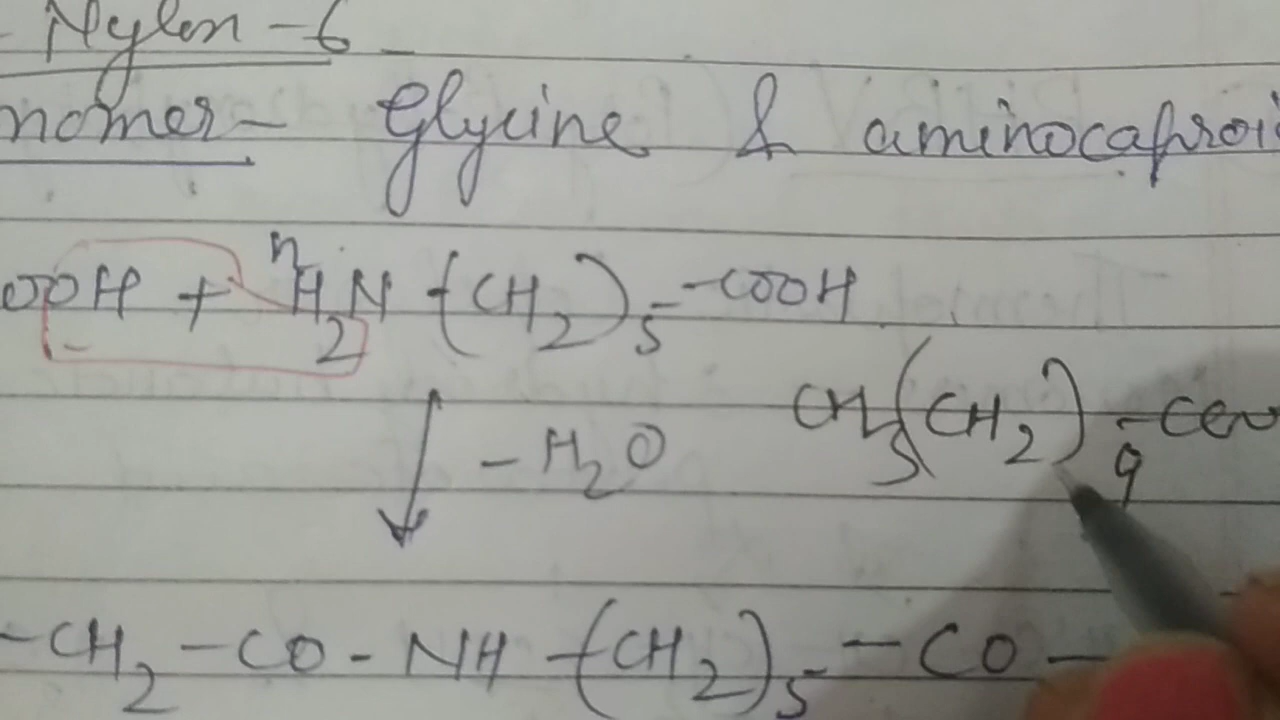 - Nylon-6
nomer- Glycine & aminocaproi
OOH + nH2N-(CH2)5-COOH
CH3(CH2)9-COO
-H2O
-CH2-CO-NH-(CH2)5-CO-